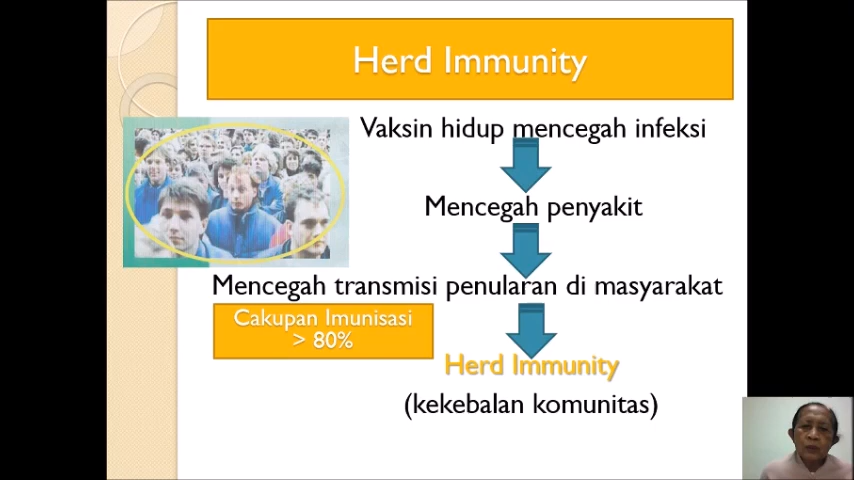 Herd Immunity
Vaksin hidup mencegah infeksi
Mencegah penyakit
Mencegah transmisi penularan di masyarakat
Cakupan Imunisasi
> 80%
Herd Immunity
(kekebalan komunitas)